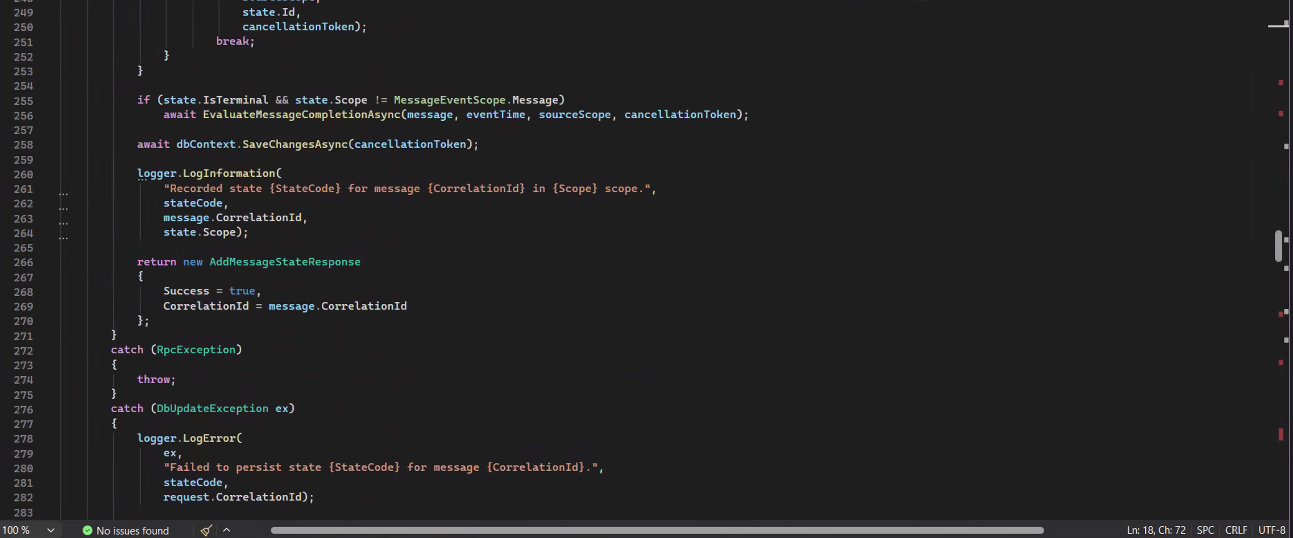 249 state.Id,
250 cancellationToken);
251 break;
252 }
253 }
254
255 if (state.IsTerminal && state.Scope != MessageEventScope.Message)
256 await EvaluateMessageCompletionAsync(message, eventTime, sourceScope, cancellationToken);
257
258 await dbContext.SaveChangesAsync(cancellationToken);
259
260 logger.LogInformation(
261 "Recorded state {StateCode} for message {CorrelationId} in {Scope} scope.",
262 stateCode,
263 message.CorrelationId,
264 state.Scope);
265
266 return new AddMessageStateResponse
267 {
268 Success = true,
269 CorrelationId = message.CorrelationId
270 };
271 }
272 catch (RpcException)
273 {
274 throw;
275 }
276 catch (DbUpdateException ex)
277 {
278 logger.LogError(
279 ex,
280 "Failed to persist state {StateCode} for message {CorrelationId}.",
281 stateCode,
282 request.CorrelationId);
283
100 % No issues found Ln: 18, Ch: 72 SPC CRLF UTF-8